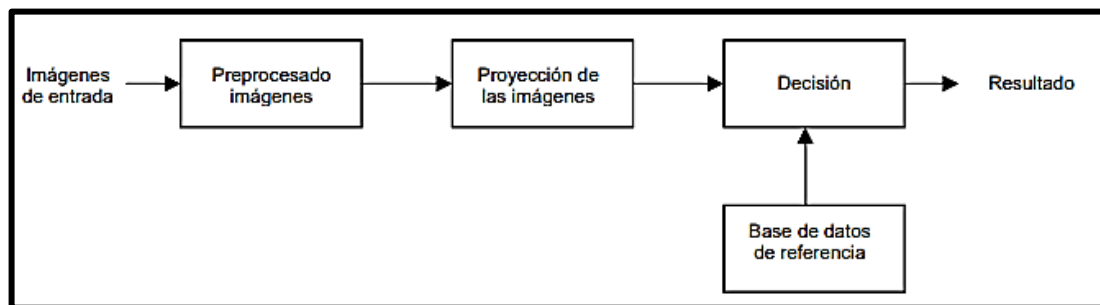 Imágenes
de entrada
Preprocesado
imágenes
Proyección de
las imágenes
Decisión
Resultado
Base de datos
de referencia